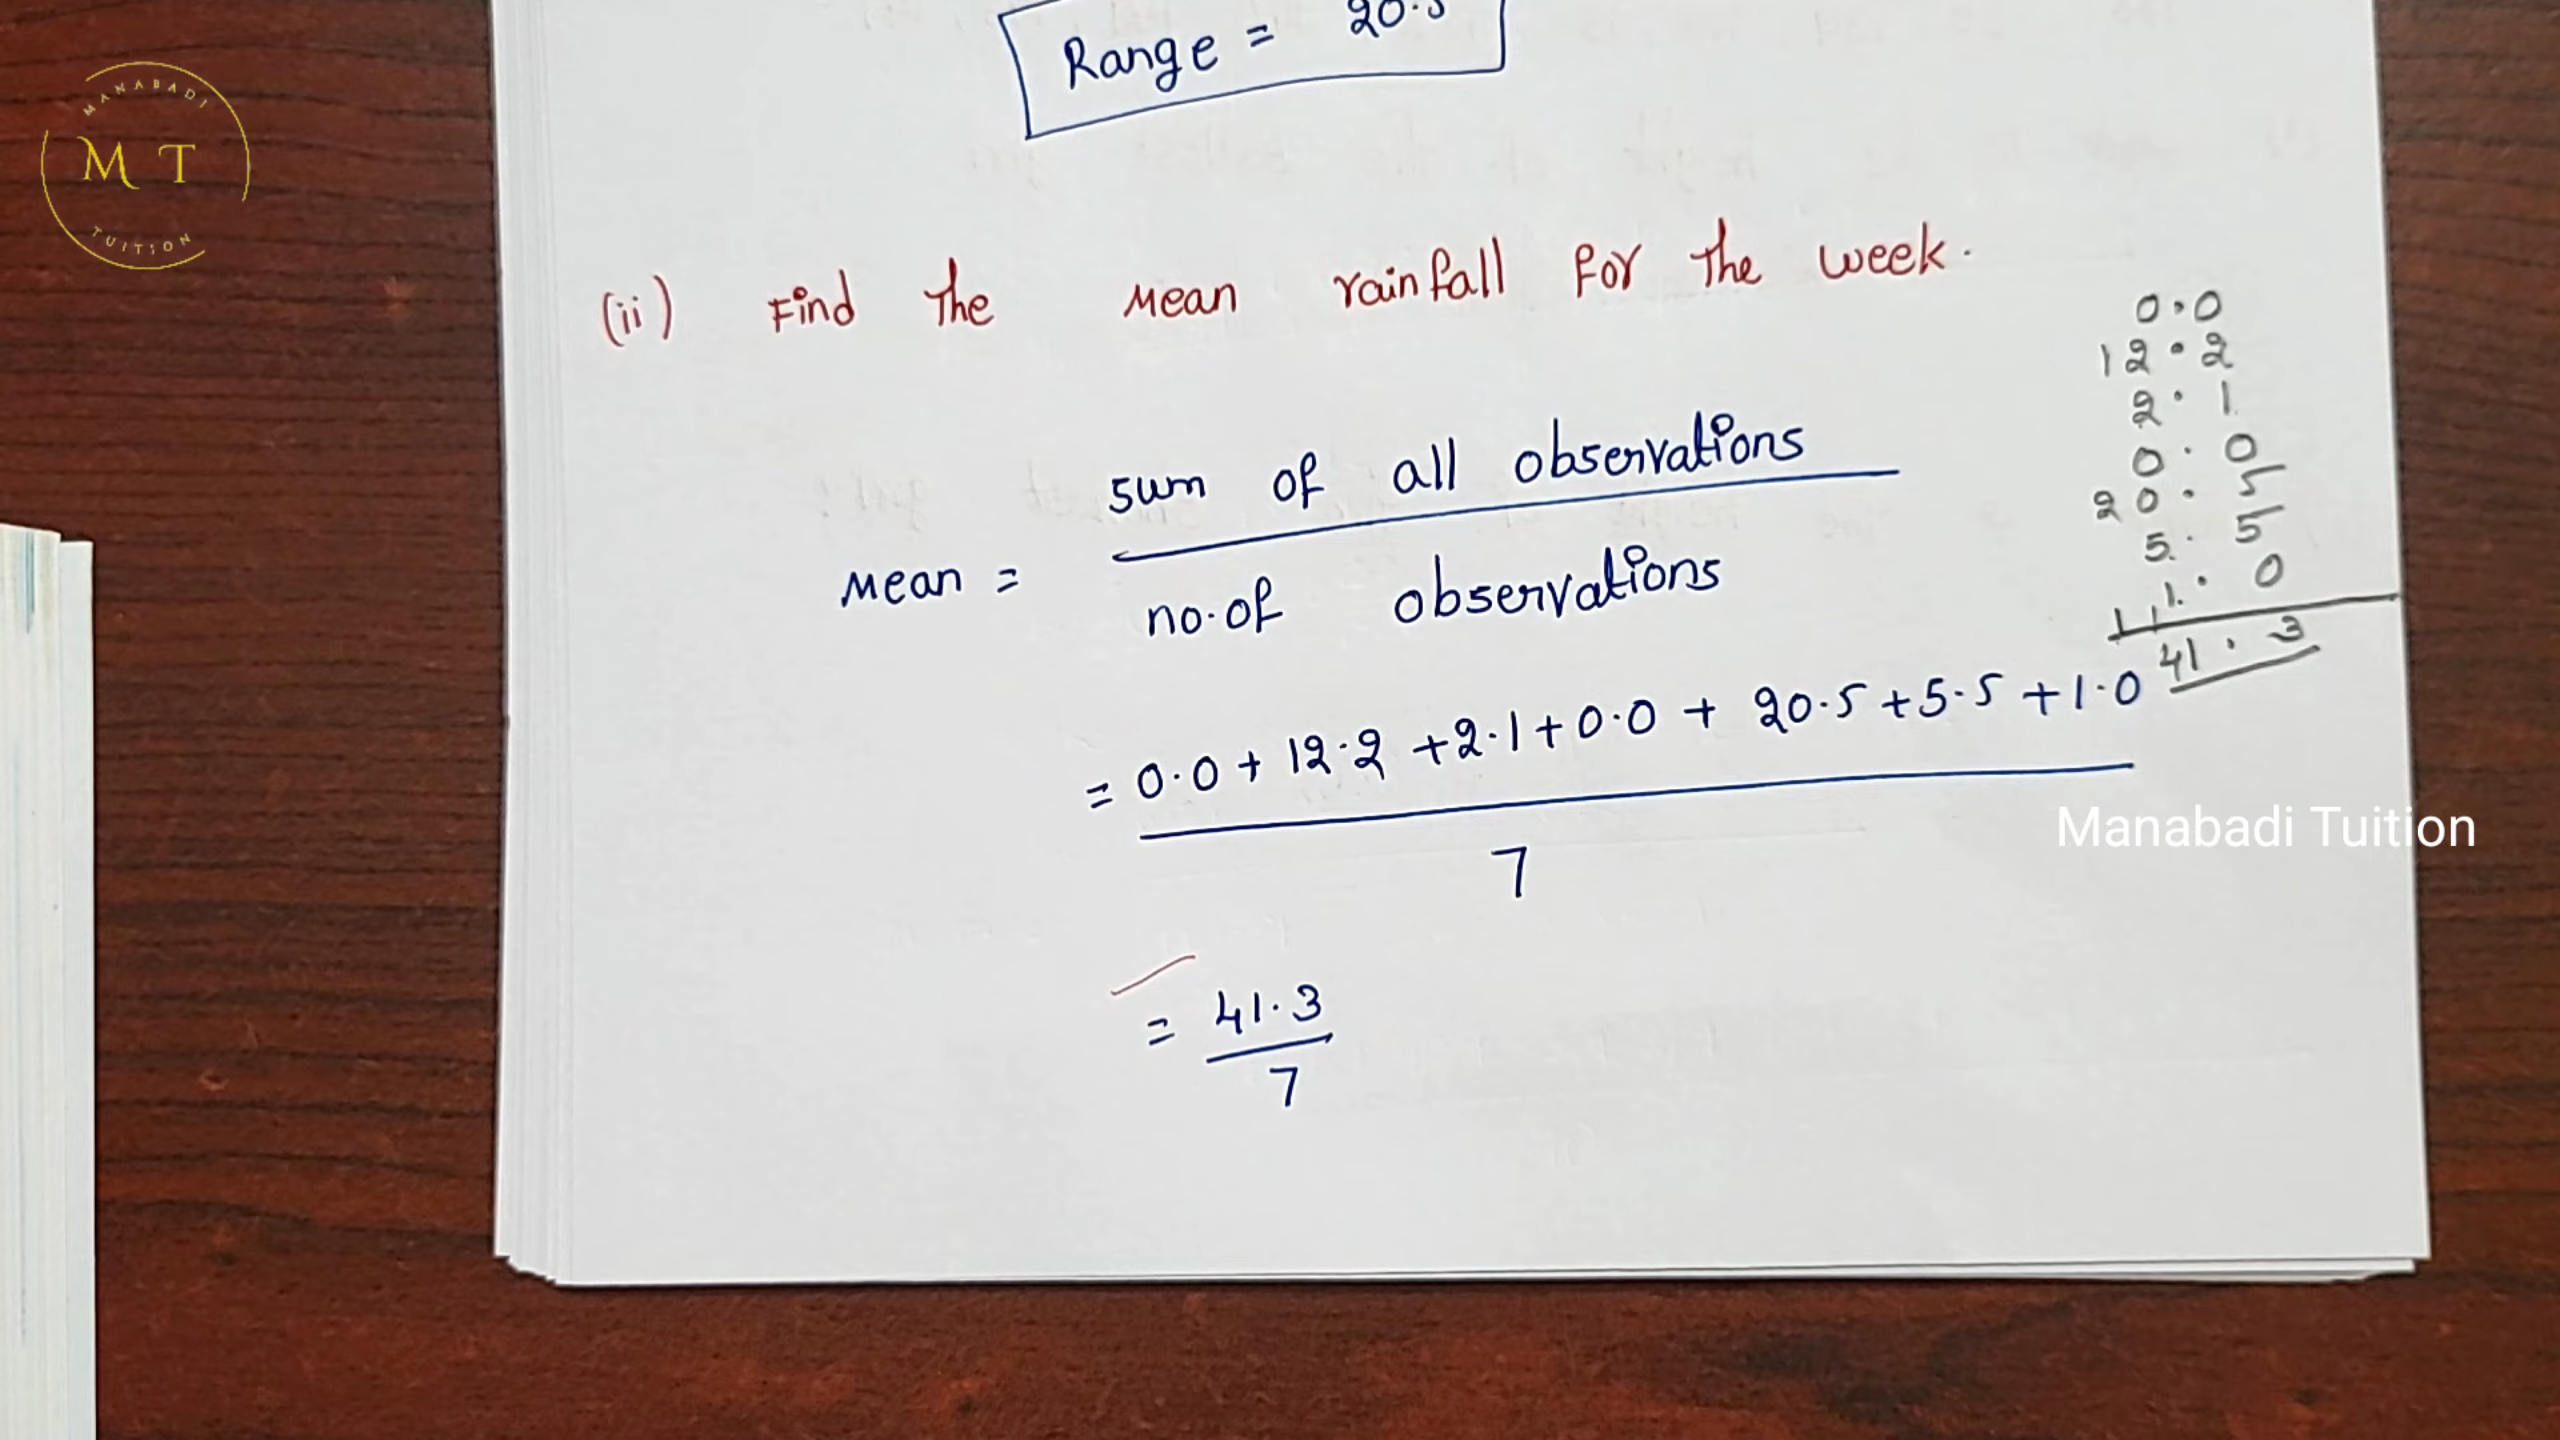 Range = 20.5
MANABADI
M T
TUITION
(ii) Find The Mean rainfall for The week.
0.0
12.2
2.1
0.0
20.5
5.5
1.0
1 1
41.3
Mean = sum of all observations
no.of observations
= 0.0 + 12.2 + 2.1 + 0.0 + 20.5 + 5.5 + 1.0
7
Manabadi Tuition
= 41.3
7